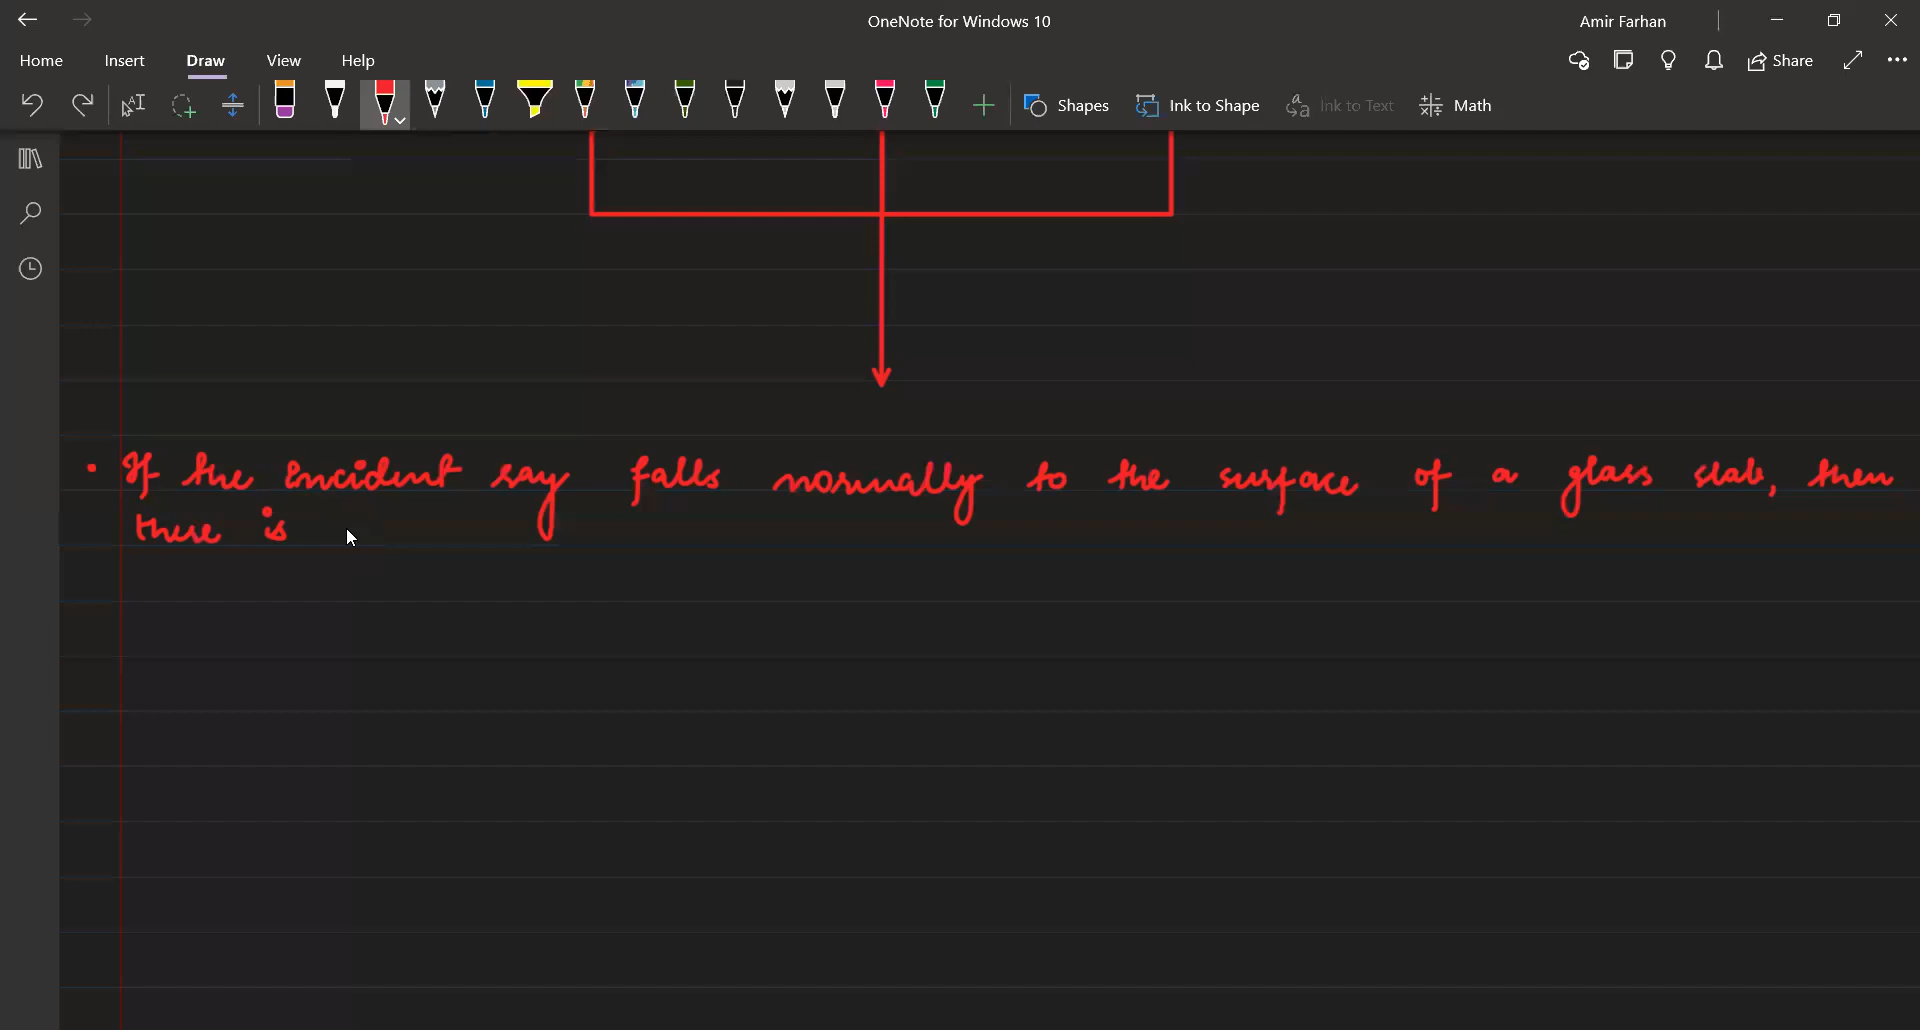 OneNote for Windows 10
Amir Farhan
Home Insert Draw View Help
Share
Shapes Ink to Shape Ink to Text Math
• If the incident ray falls normally to the surface of a glass slab, then
there is